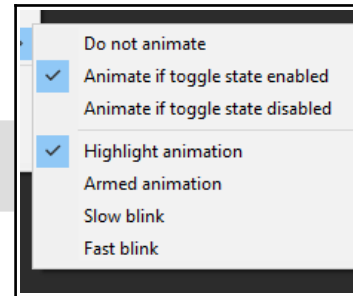 Do not animate
Animate if toggle state enabled
Animate if toggle state disabled
Highlight animation
Armed animation
Slow blink
Fast blink